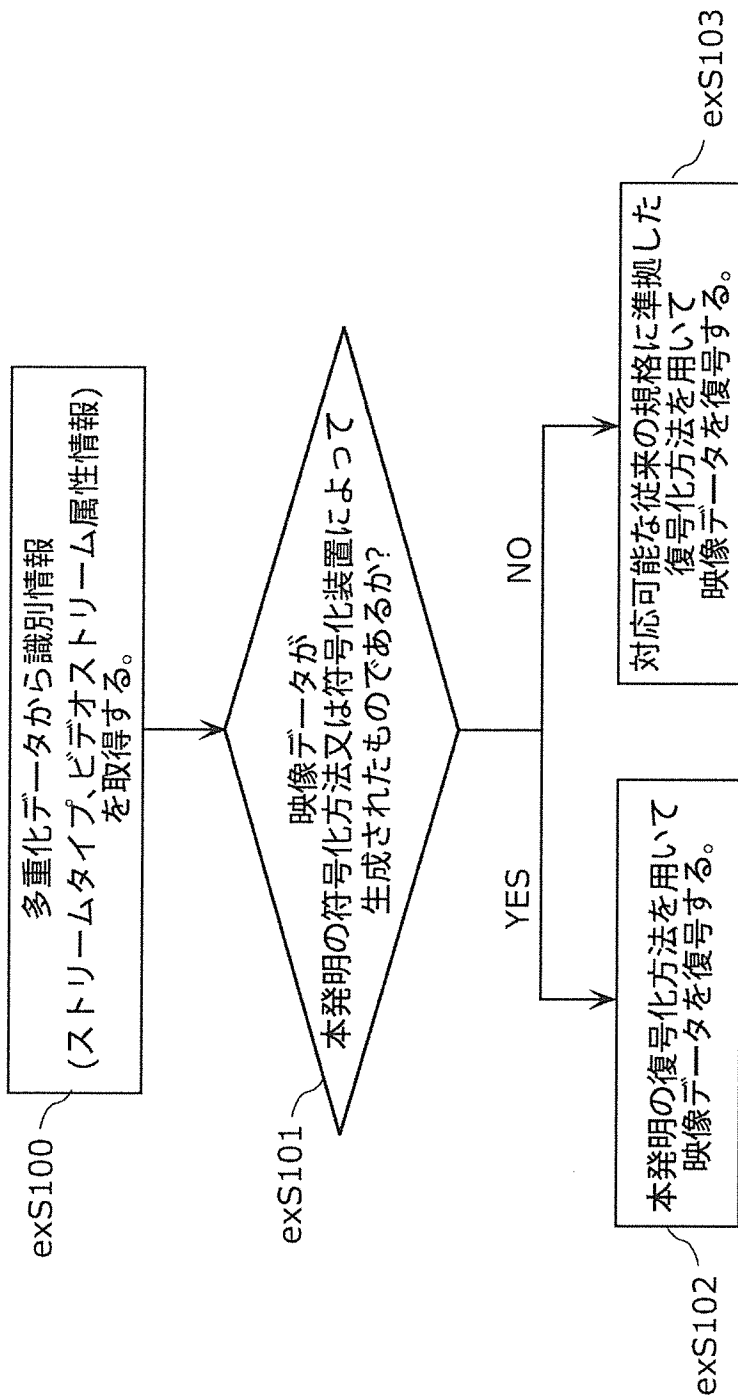 exS100
多重化データから識別情報
(ストリームタイプ、ビデオストリーム属性情報)
を取得する。
exS101
映像データが
本発明の符号化方法又は符号化装置によって
生成されたものであるか?
YES
NO
exS102
本発明の復号化方法を用いて
映像データを復号する。
exS103
対応可能な従来の規格に準拠した
復号化方法を用いて
映像データを復号する。